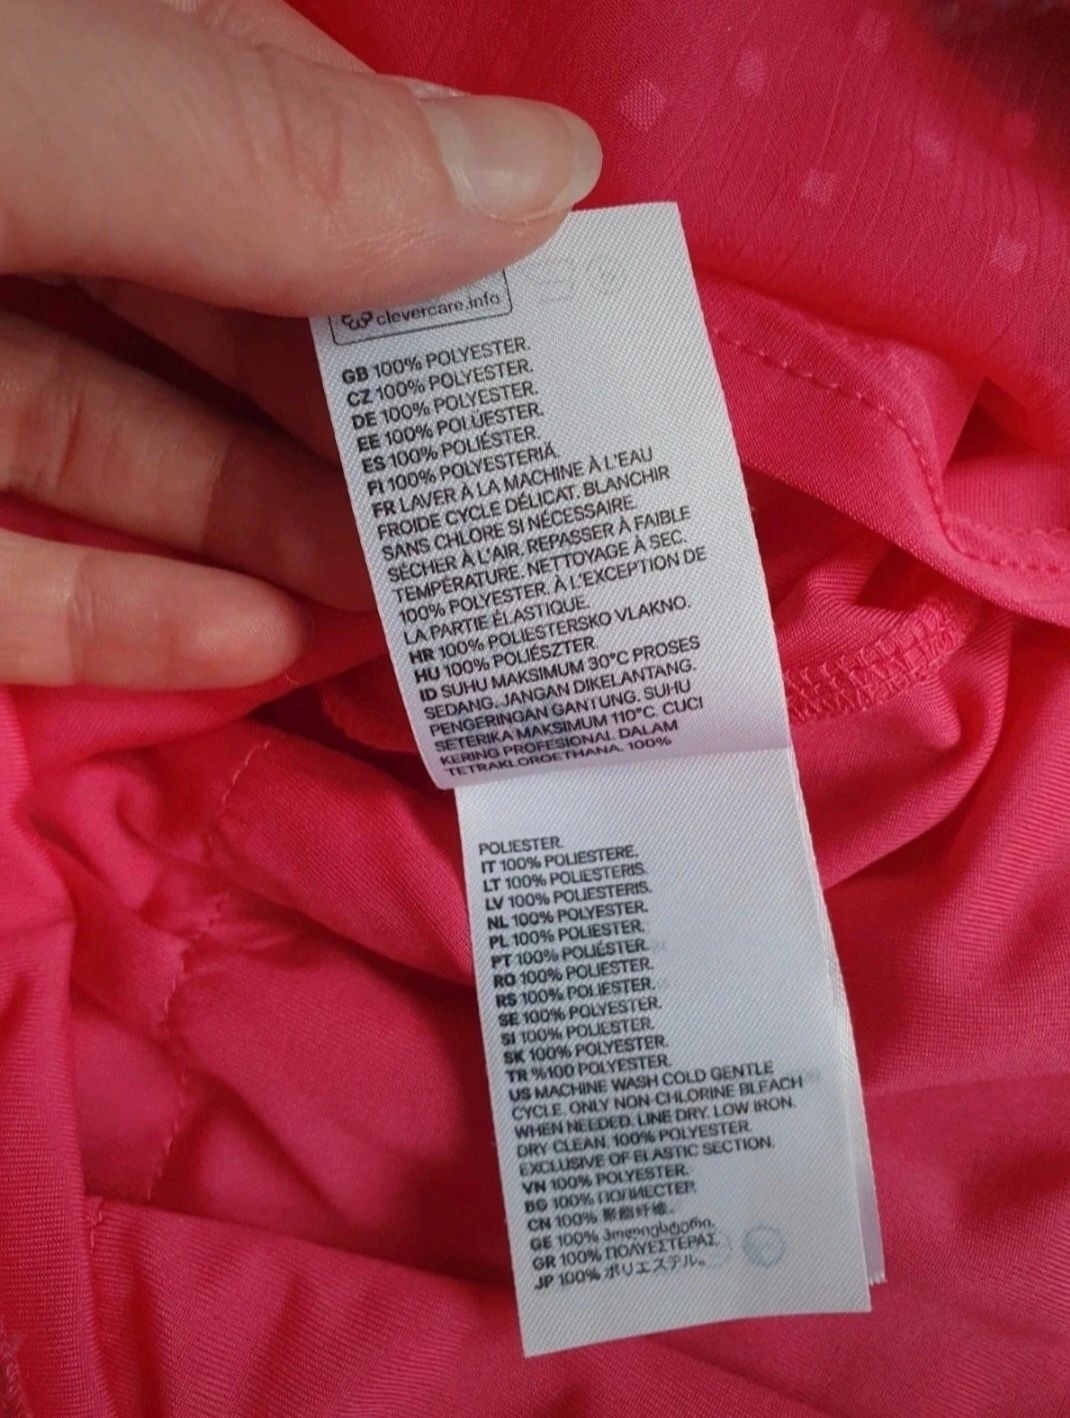 clevercare.info
GB 100% POLYESTER.
CZ 100% POLYESTER.
DE 100% POLYESTER.
EE 100% POLÜESTER.
ES 100% POLIÉSTER.
FI 100% POLYESTERIÄ.
FR LAVER À LA MACHINE À L'EAU
FROIDE CYCLE DÉLICAT. BLANCHIR
SANS CHLORE SI NÉCESSAIRE.
SÉCHER À L'AIR. REPASSER À FAIBLE
TEMPÉRATURE. NETTOYAGE À SEC.
100% POLYESTER. À L'EXCEPTION DE
LA PARTIE ÉLASTIQUE.
HR 100% POLIESTERSKO VLAKNO.
HU 100% POLIÉSZTER.
ID SUHU MAKSIMUM 30°C PROSES
SEDANG. JANGAN DIKELANTANG.
PENGERINGAN GANTUNG. SUHU
SETERIKA MAKSIMUM 110°C. CUCI
KERING PROFESIONAL DALAM
TETRAKLOROETHANA. 100%
POLIESTER.
IT 100% POLIESTERE.
LT 100% POLIESTERIS.
LV 100% POLIESTERIS.
NL 100% POLYESTER.
PL 100% POLIESTER.
PT 100% POLIÉSTER.
RO 100% POLIESTER.
RS 100% POLIESTER.
SE 100% POLYESTER.
SI 100% POLIESTER.
SK 100% POLYESTER.
TR %100 POLYESTER.
US MACHINE WASH COLD GENTLE
CYCLE. ONLY NON-CHLORINE BLEACH
WHEN NEEDED. LINE DRY. LOW IRON.
DRY CLEAN. 100% POLYESTER.
EXCLUSIVE OF ELASTIC SECTION.
VN 100% POLYESTER.
BG 100% ПОЛИЕСТЕР.
CN 100% 聚酯纤维。
GE 100% პოლიესტერი.
GR 100% ΠΟΛΥΕΣΤΕΡΑΣ.
JP 100% ポリエステル。